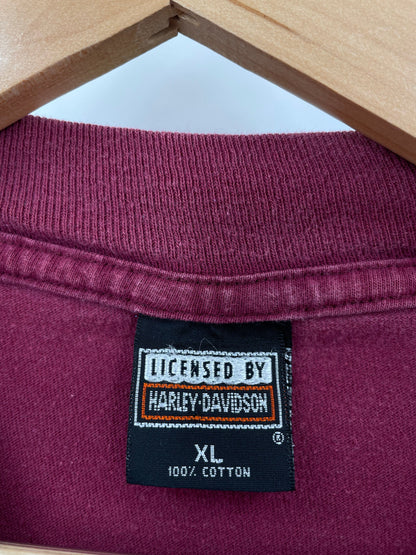 LICENSED BY
HARLEY-DAVIDSON
®
XL
100% COTTON